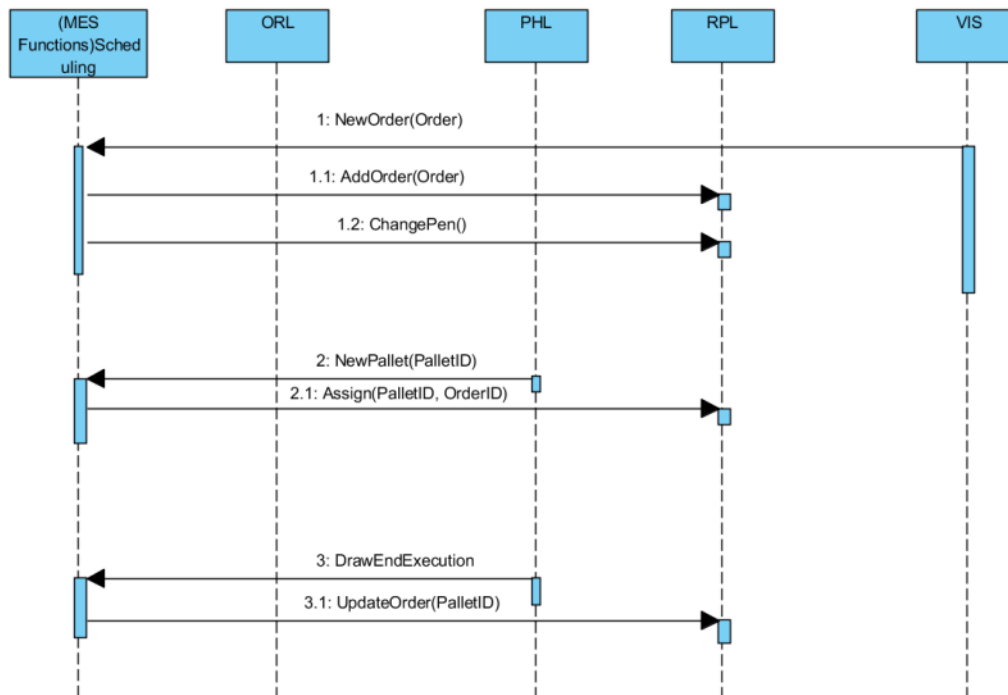 (MES
Functions)Sched
uling
ORL
PHL
RPL
VIS
1: NewOrder(Order)
1.1: AddOrder(Order)
1.2: ChangePen()
2: NewPallet(PalletID)
2.1: Assign(PalletID, OrderID)
3: DrawEndExecution
3.1: UpdateOrder(PalletID)